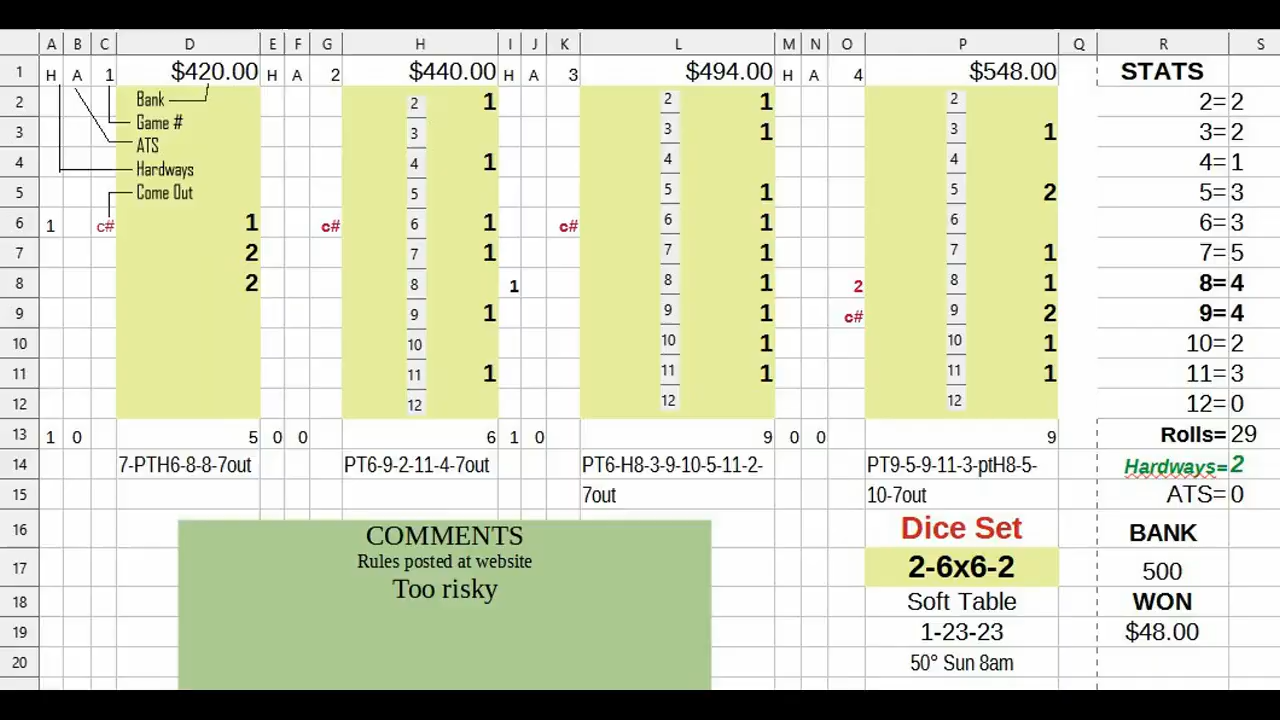 A B C D E F G H I J K L M N O P Q R S
1 H A 1 $420.00 H A 2 $440.00 H A 3 $494.00 H A 4 $548.00 STATS
2 Bank 2 1 2 1 2 2= 2
3 Game # 3 3 1 3 1 3= 2
4 ATS 4 1 4 4 4= 1
Hardways
5 Come Out 5 5 1 5 2 5= 3
6 1 c# 1 c# 6 1 c# 6 1 6 6= 3
7 2 7 1 7 1 7 1 7= 5
8 2 8 1 8 1 2 8 1 8= 4
9 9 1 9 1 c# 9 2 9= 4
10 10 10 1 10 1 10= 2
11 11 1 11 1 11 1 11= 3
12 12 12 12 12= 0
13 1 0 5 0 0 6 1 0 9 0 0 9 Rolls= 29
14 7-PTH6-8-8-7out PT6-9-2-11-4-7out PT6-H8-3-9-10-5-11-2- PT9-5-9-11-3-ptH8-5- Hardways= 2
15 7out 10-7out ATS= 0
16 COMMENTS Dice Set BANK
Rules posted at website
17 Too risky 2-6x6-2 500
18 Soft Table WON
19 1-23-23 $48.00
20 50° Sun 8am